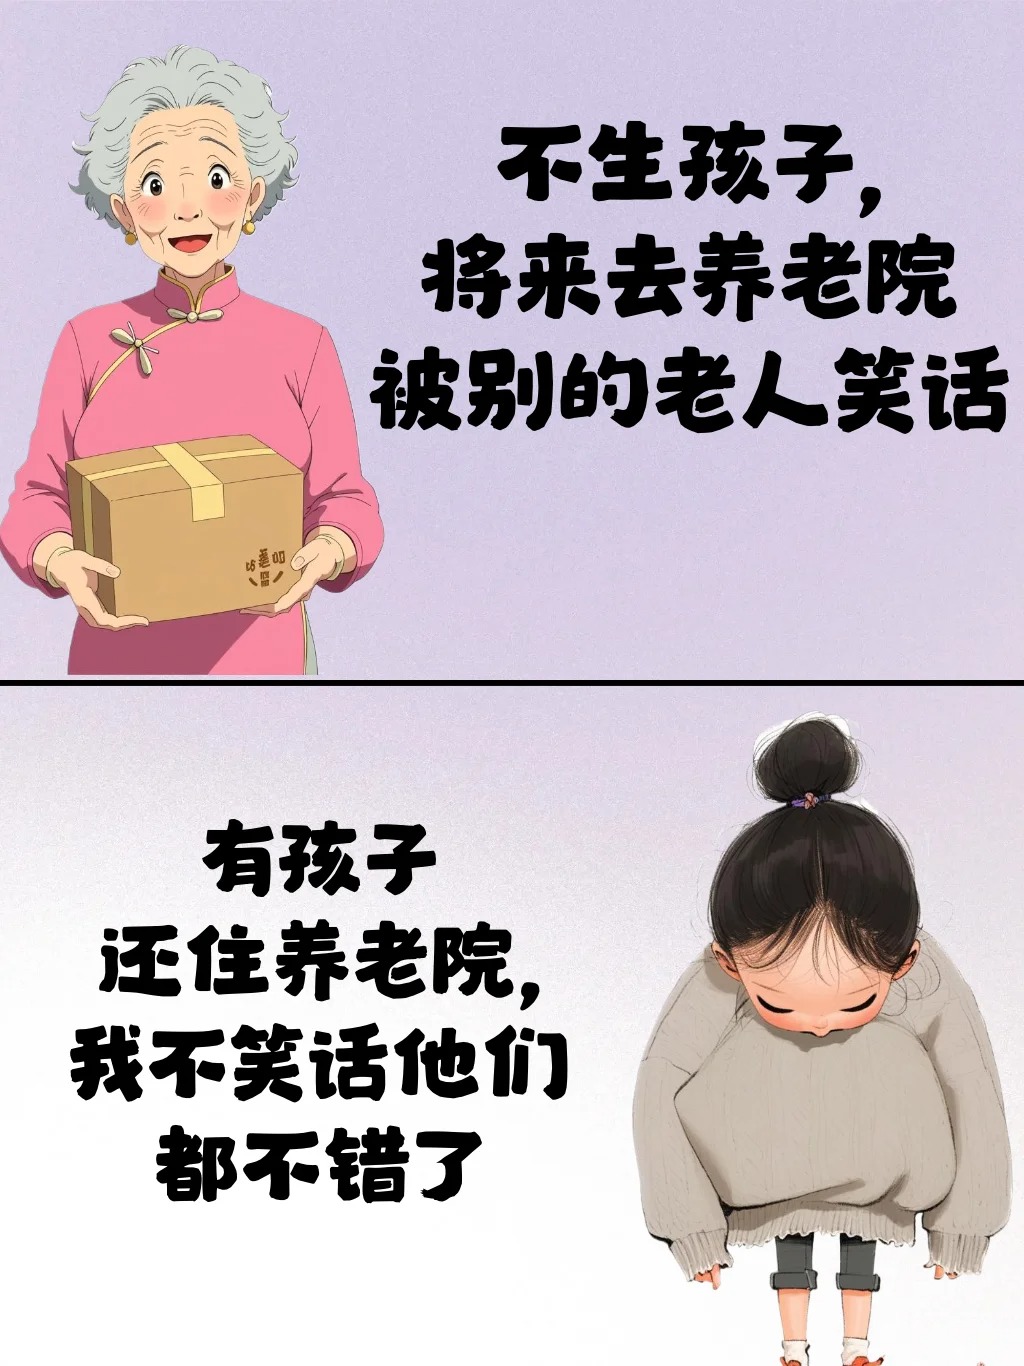 不生孩子，
将来去养老院
被别的老人笑话
有孩子
还住养老院，
我不笑话他们
都不错了